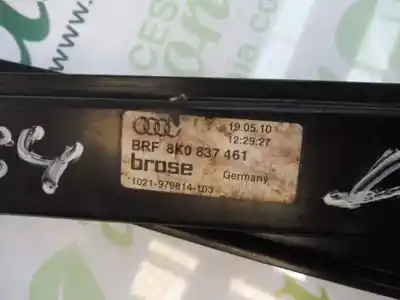 19.05.10
12:29:27
BRF 8K0 837 461
brose
Germany
1021-979814-103